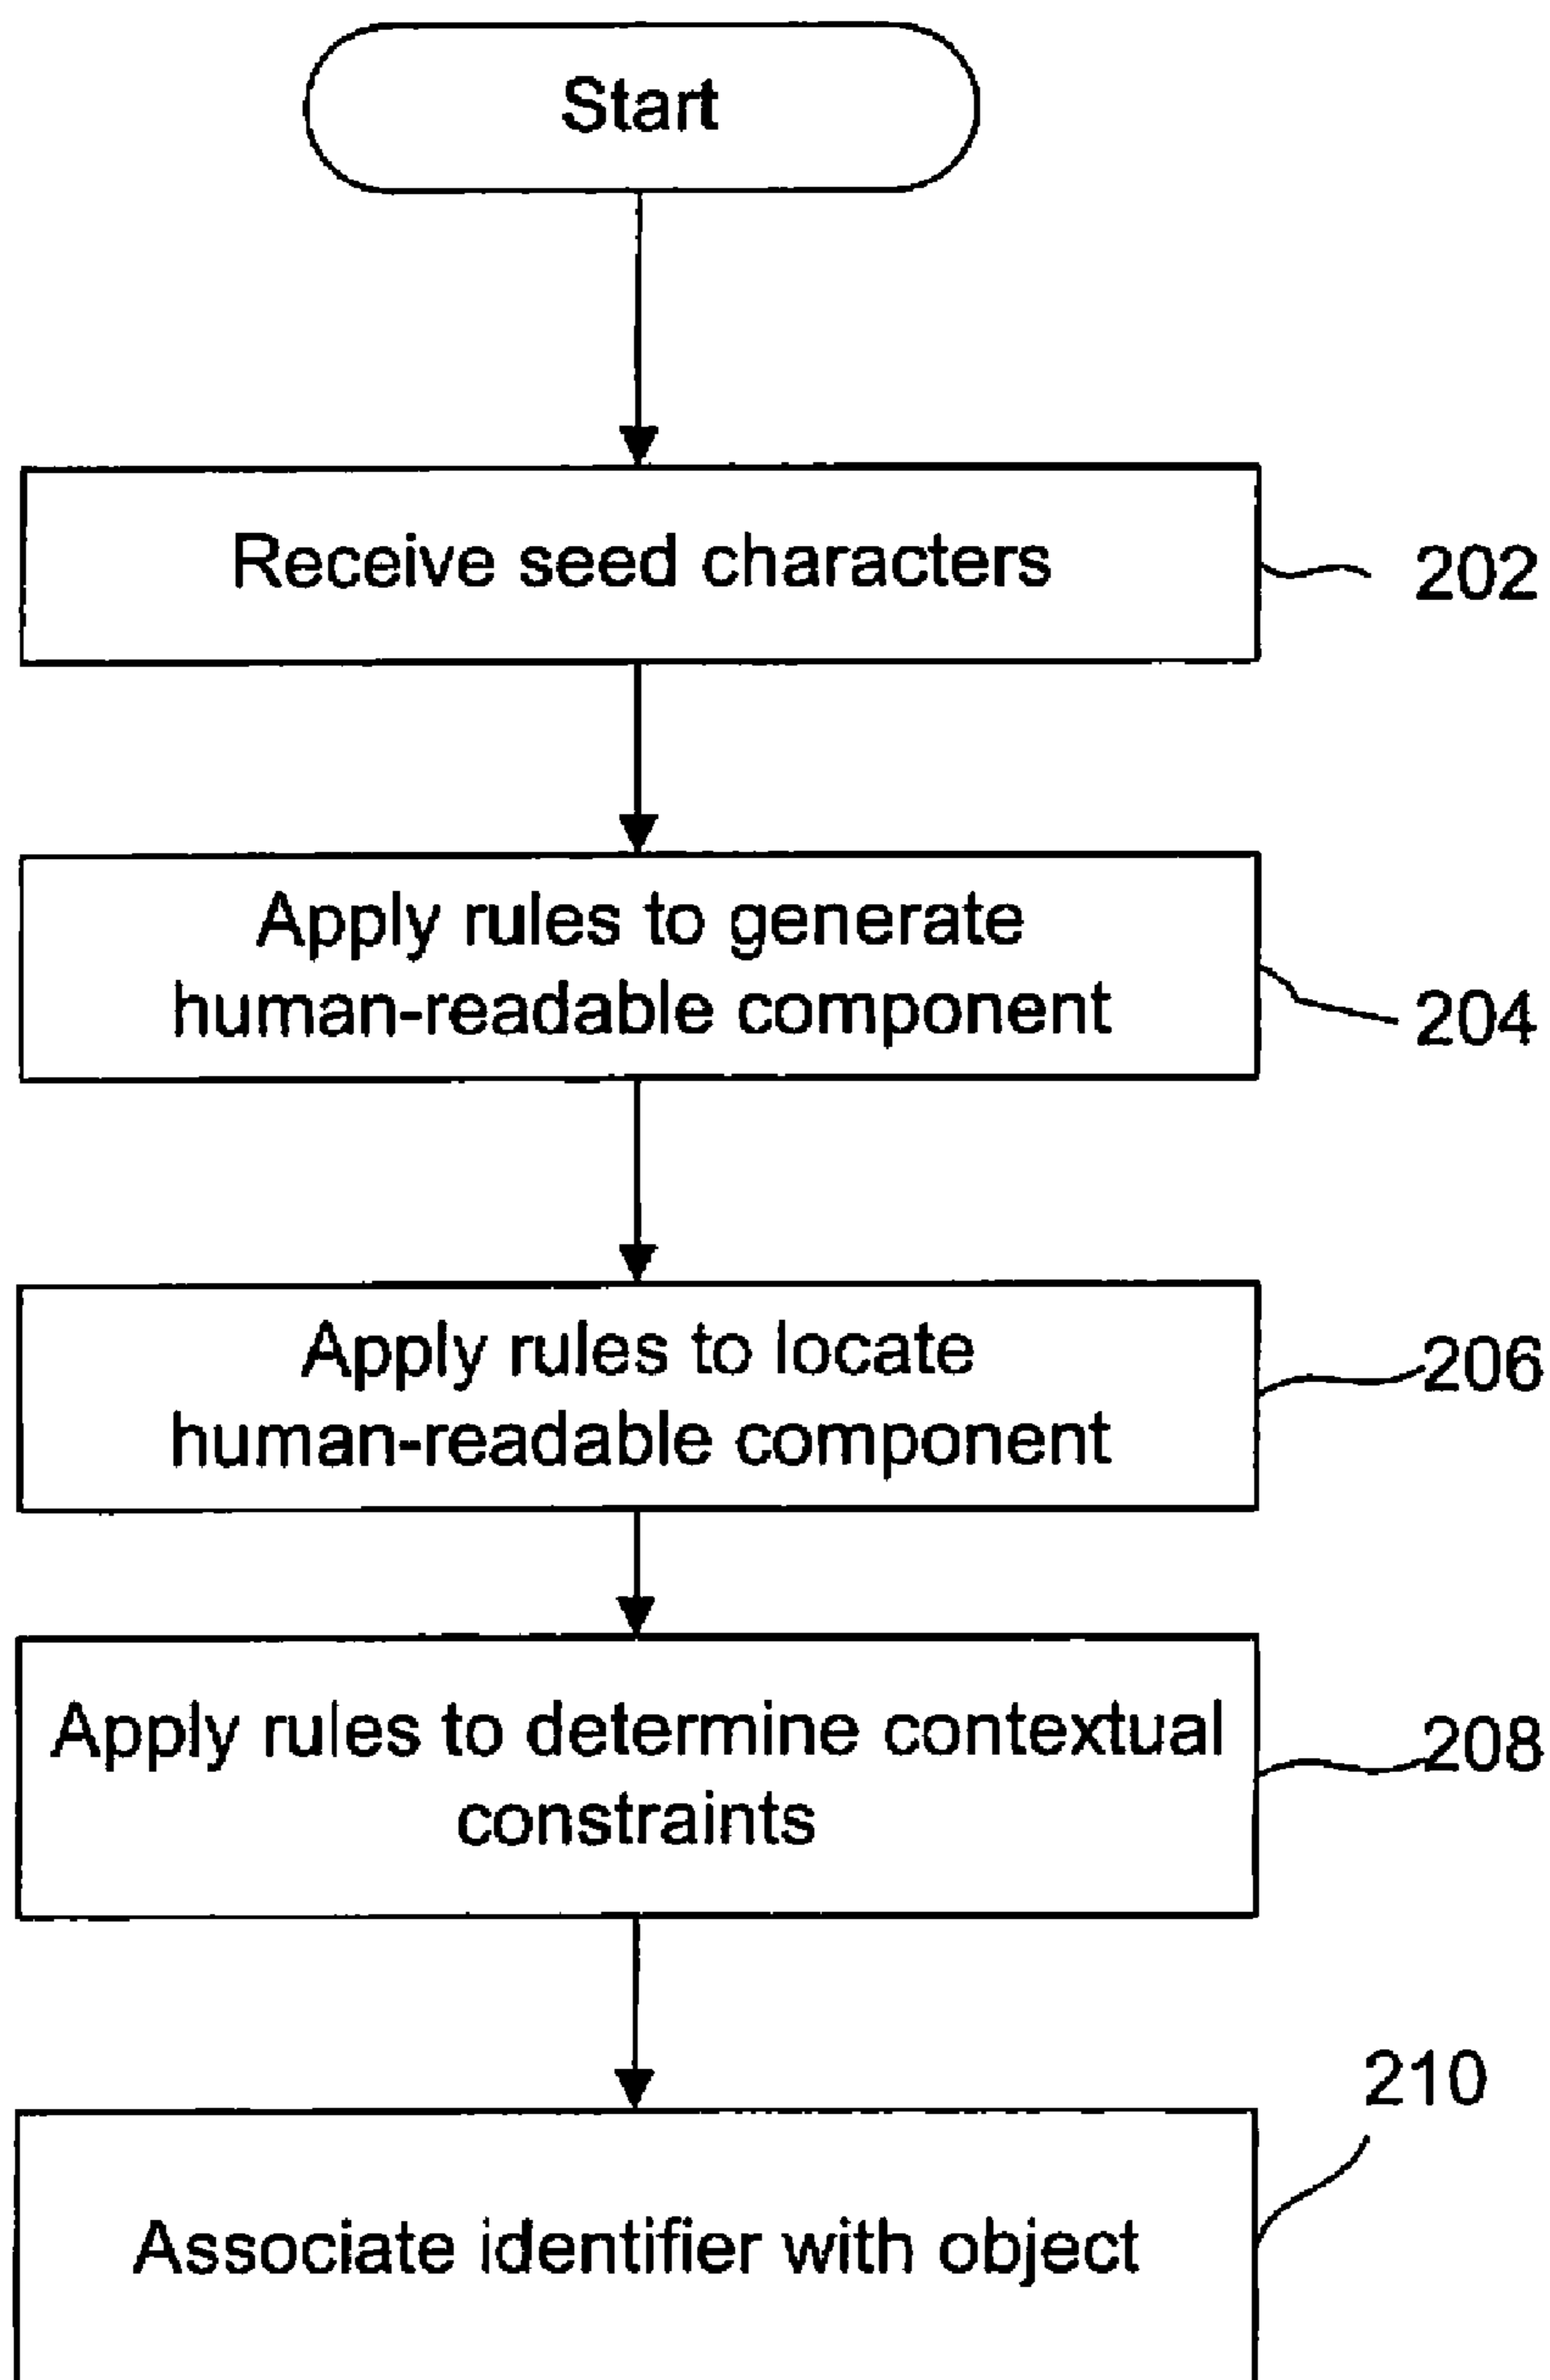 Start
Receive seed characters
202
Apply rules to generate
human-readable component
204
Apply rules to locate
human-readable component
206
Apply rules to determine contextual
constraints
208
210
Associate identifier with object